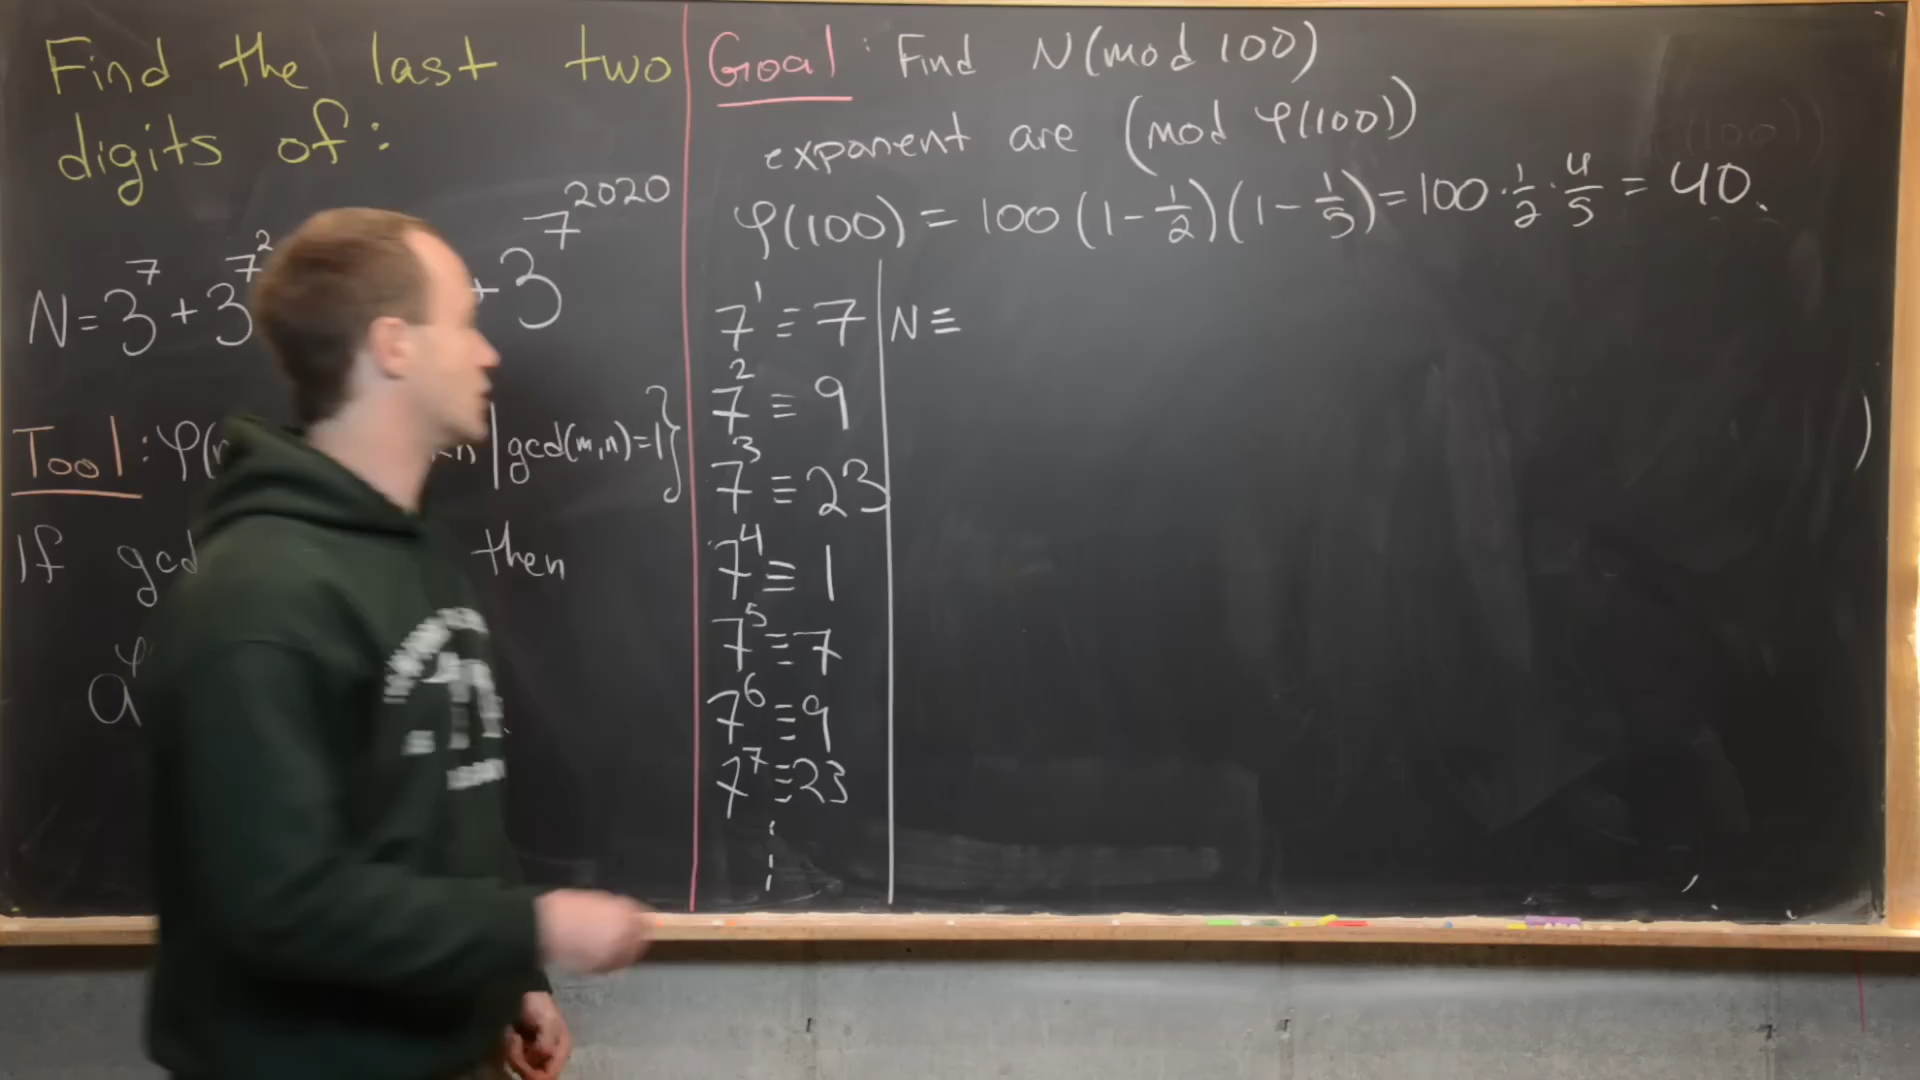 Find the last two
digits of:
N = 3^7 + 3^{7^2} + 3^{7^{2020}}
Tool: φ( n | gcd(m,n)=1}
If gcd then
a^φ
Goal: Find N (mod 100)
exponent are (mod φ(100))
φ(100) = 100 (1 - 1/2)(1 - 1/5) = 100 · 1/2 · 4/5 = 40.
7^1 ≡ 7
7^2 ≡ 9
7^3 ≡ 23
7^4 ≡ 1
7^5 ≡ 7
7^6 ≡ 9
7^7 ≡ 23
⋮
N ≡